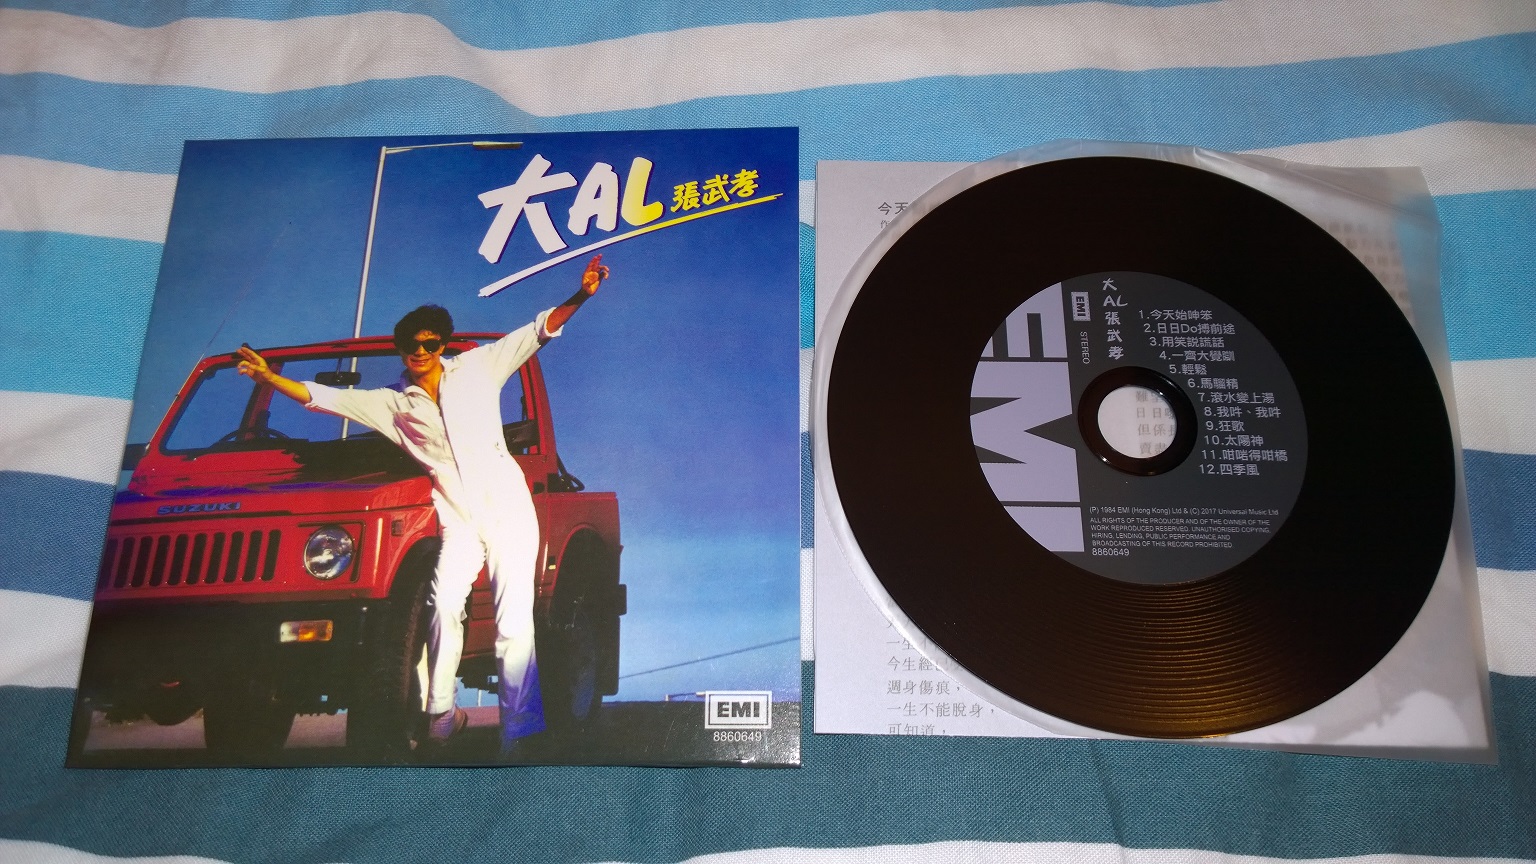 大AL 張武孝
SUZUKI
EMI
8860649
今天
一生
今生經
週身傷痕，
一生不能脫身，
可知道，
日日
但係
EMI
EMI
STEREO
大AL張武孝
1.今天始呻笨
2.日日Do搏前途
3.用笑説謊話
4.一齊大覺瞓
5.輕鬆
6.馬騮精
7.滾水變上湯
8.我吽、我吽
9.狂歌
10.太陽神
11.咁啱得咁橋
12.四季風
(P) 1984 EMI (Hong Kong) Ltd & (C) 2017 Universal Music Ltd
ALL RIGHTS OF THE PRODUCER AND OF THE OWNER OF THE
WORK REPRODUCED RESERVED. UNAUTHORISED COPYING,
HIRING, LENDING, PUBLIC PERFORMANCE AND
BROADCASTING OF THIS RECORD PROHIBITED.
8860649